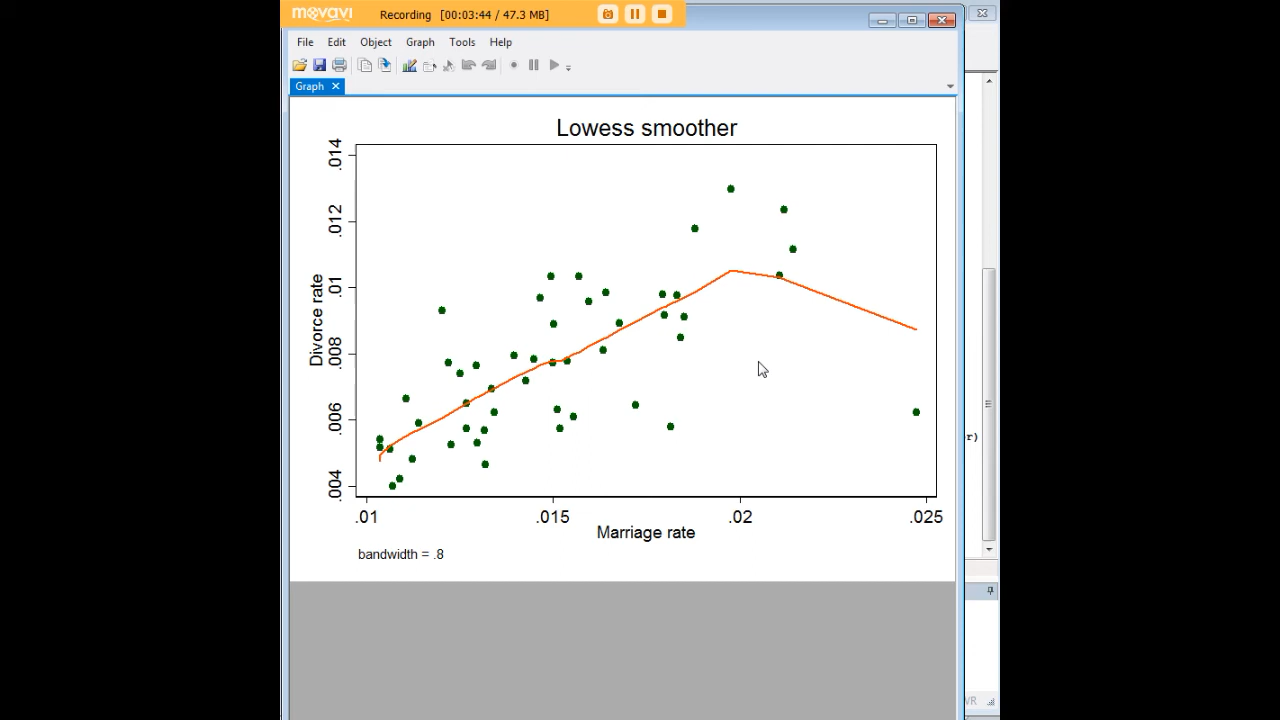 movavi Recording [00:03:44 / 47.3 MB]
File Edit Object Graph Tools Help
Graph
Lowess smoother
.014
.012
.01
.008
.006
.004
Divorce rate
.01 .015 .02 .025
Marriage rate
bandwidth = .8
r)
VR